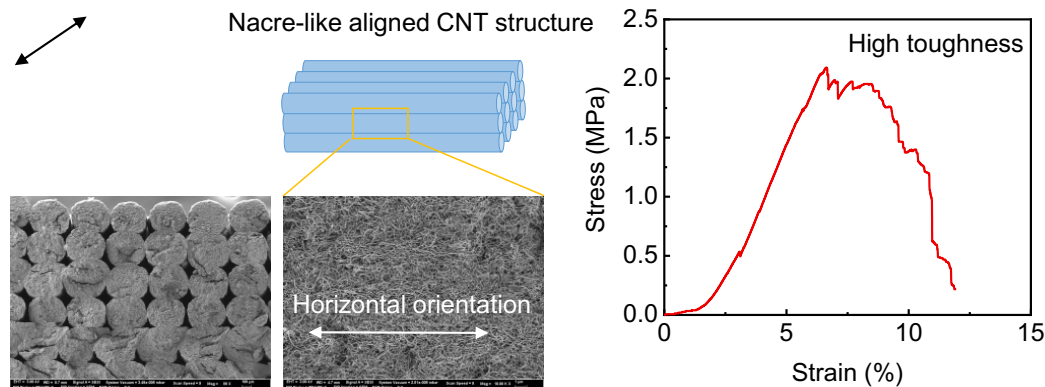 Nacre-like aligned CNT structure
High toughness
Stress (MPa)
2.5
2.0
1.5
1.0
0.5
0.0
0
5
10
15
Strain (%)
Horizontal orientation